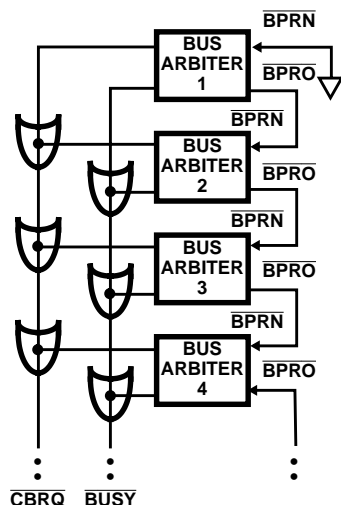 BPRN
BUS
ARBITER
1
BPRO
BPRN
BUS
ARBITER
2
BPRO
BPRN
BUS
ARBITER
3
BPRO
BPRN
BUS
ARBITER
4
BPRO
CBRQ BUSY